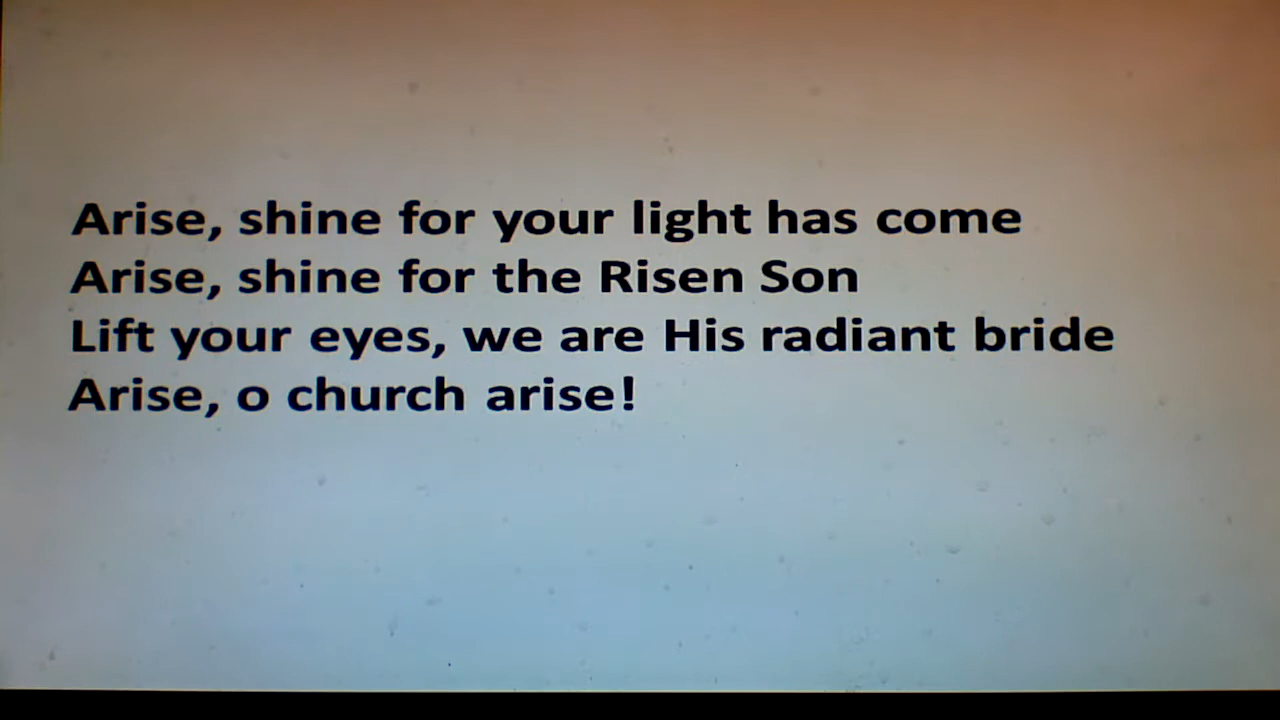 Arise, shine for your light has come
Arise, shine for the Risen Son
Lift your eyes, we are His radiant bride
Arise, o church arise!